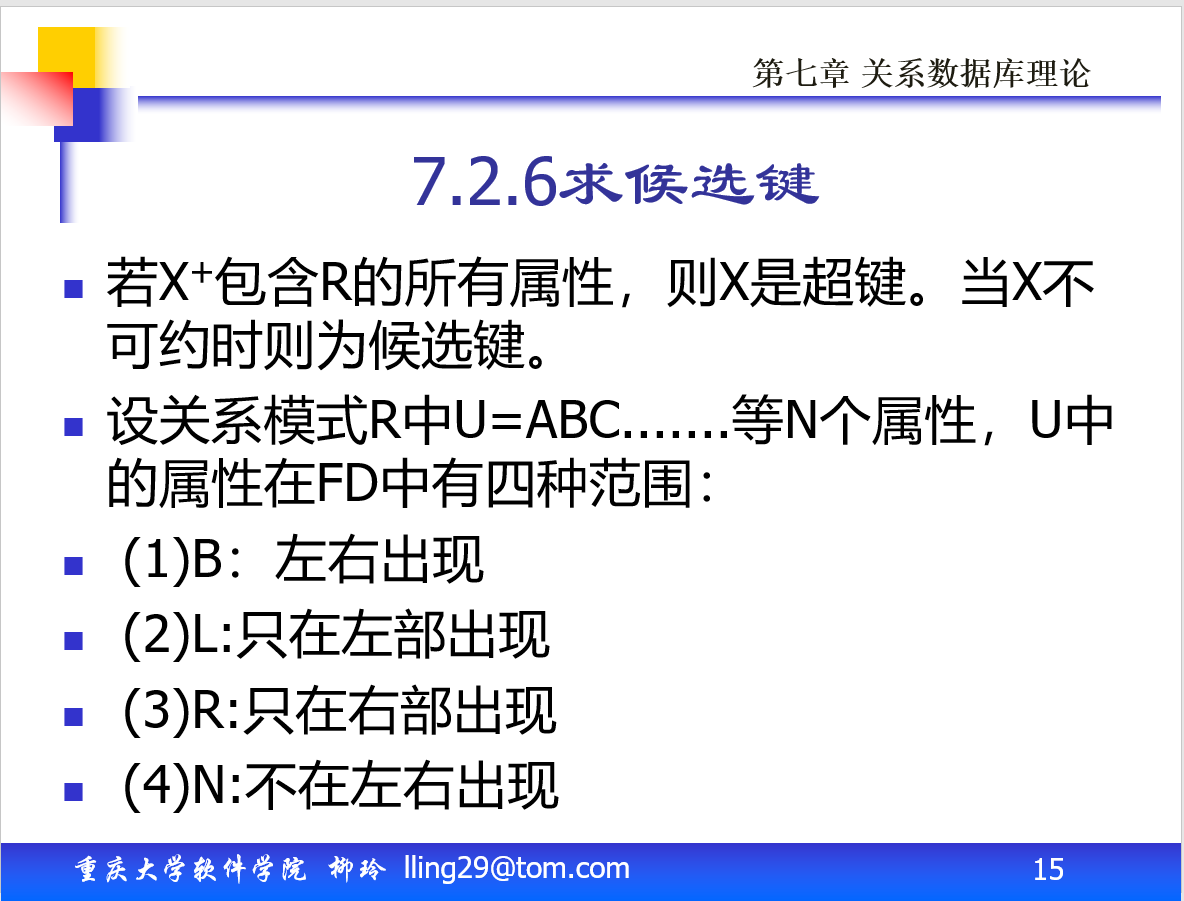 第七章 关系数据库理论
7.2.6求候选键
若X⁺包含R的所有属性，则X是超键。当X不
可约时则为候选键。
设关系模式R中U=ABC.......等N个属性，U中
的属性在FD中有四种范围：
(1)B：左右出现
(2)L:只在左部出现
(3)R:只在右部出现
(4)N:不在左右出现
重庆大学软件学院 柳玲 lling29@tom.com 15